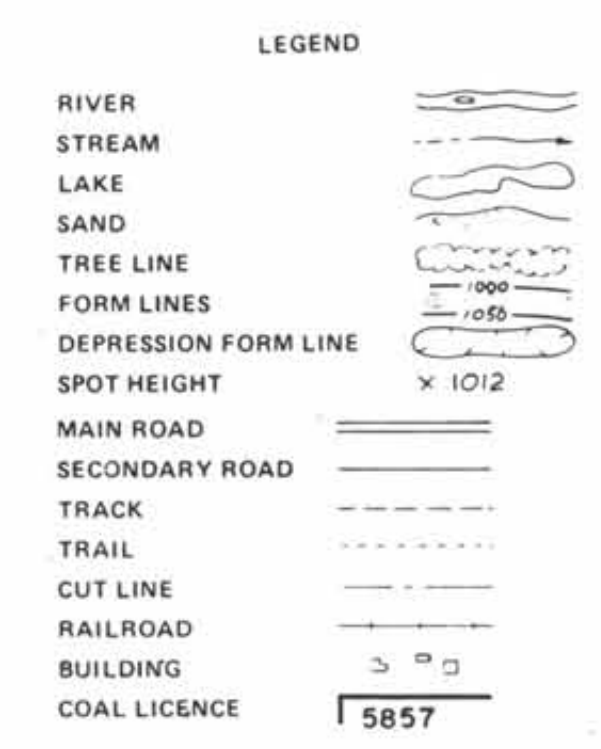 LEGEND
RIVER
STREAM
LAKE
SAND
TREE LINE
FORM LINES 1000
1050
DEPRESSION FORM LINE
SPOT HEIGHT × 1012
MAIN ROAD
SECONDARY ROAD
TRACK
TRAIL
CUT LINE
RAILROAD
BUILDING
COAL LICENCE 5857